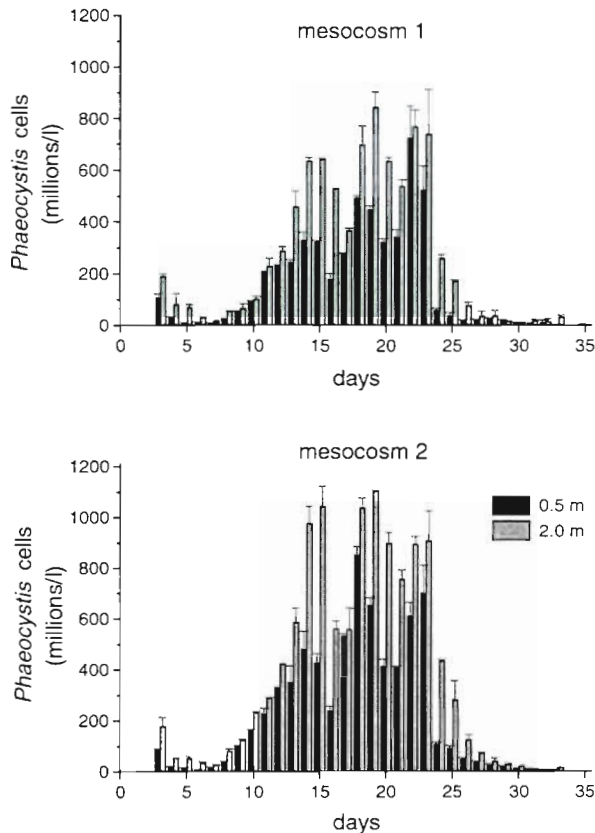 mesocosm 1
1200
1000
800
600
400
200
0
Phaeocystis cells
(millions/l)
0 5 10 15 20 25 30 35
days
mesocosm 2
1200
1000
800
600
400
200
0
Phaeocystis cells
(millions/l)
0.5 m
2.0 m
0 5 10 15 20 25 30 35
days